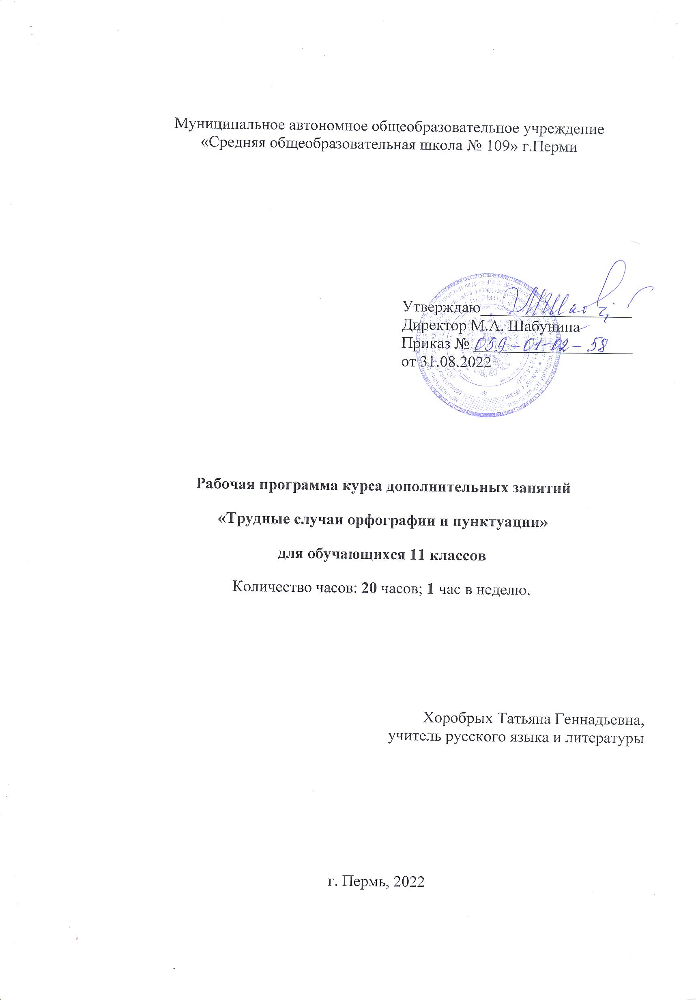 Муниципальное автономное общеобразовательное учреждение
«Средняя общеобразовательная школа № 109» г.Перми
Утверждаю
Директор М.А. Шабунина
Приказ № 059-01-02-58
от 31.08.2022
Рабочая программа курса дополнительных занятий
«Трудные случаи орфографии и пунктуации»
для обучающихся 11 классов
Количество часов: 20 часов; 1 час в неделю.
Хоробрых Татьяна Геннадьевна,
учитель русского языка и литературы
г. Пермь, 2022